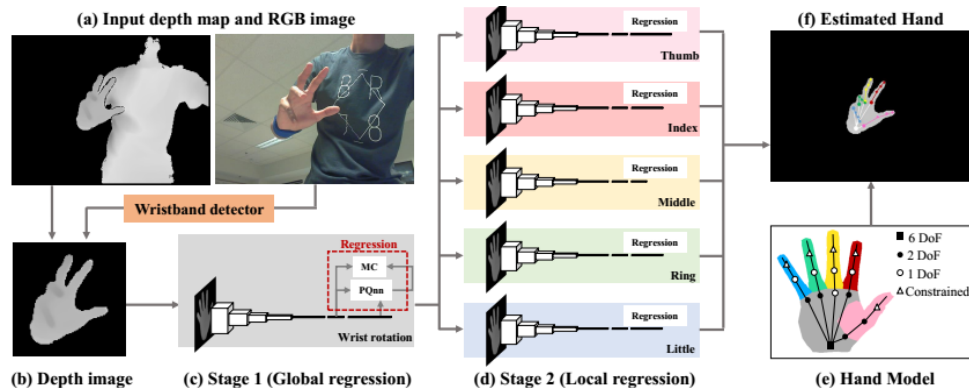 (a) Input depth map and RGB image
(f) Estimated Hand
Wristband detector
Regression
MC
PQnn
Wrist rotation
Regression
Thumb
Regression
Index
Regression
Middle
Regression
Ring
Regression
Little
6 DoF
2 DoF
1 DoF
Constrained
(b) Depth image
(c) Stage 1 (Global regression)
(d) Stage 2 (Local regression)
(e) Hand Model